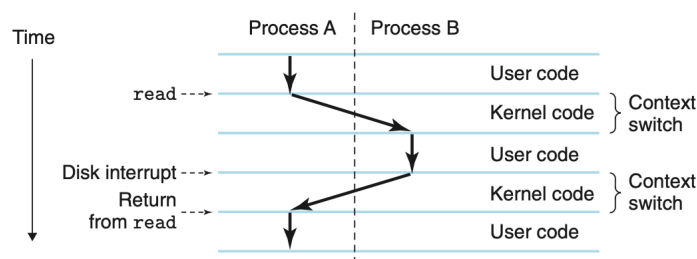 Process A
Process B
Time
User code
read
Kernel code
Context
switch
User code
Disk interrupt
Kernel code
Context
switch
Return
from read
User code